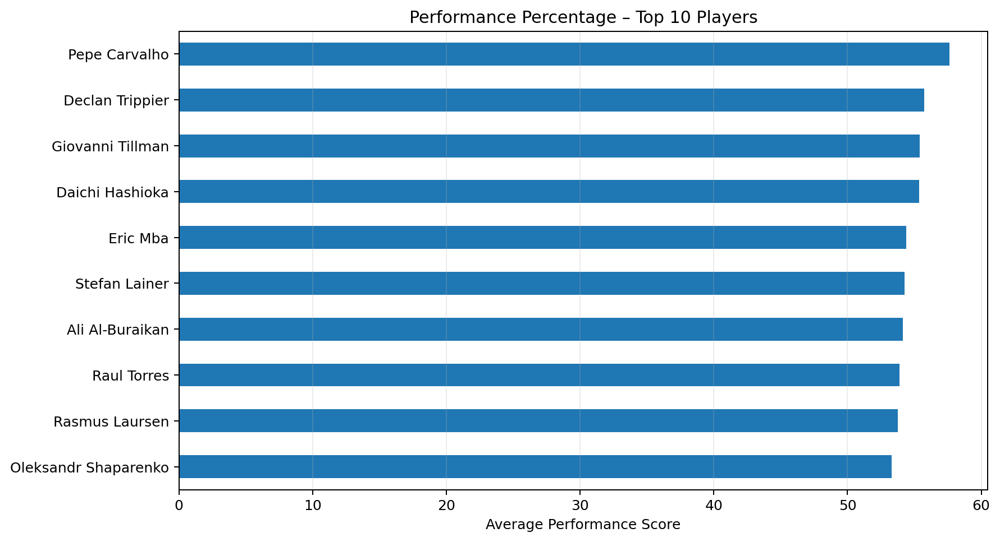 Performance Percentage – Top 10 Players
Pepe Carvalho
Declan Trippier
Giovanni Tillman
Daichi Hashioka
Eric Mba
Stefan Lainer
Ali Al-Buraikan
Raul Torres
Rasmus Laursen
Oleksandr Shaparenko
0 10 20 30 40 50 60
Average Performance Score